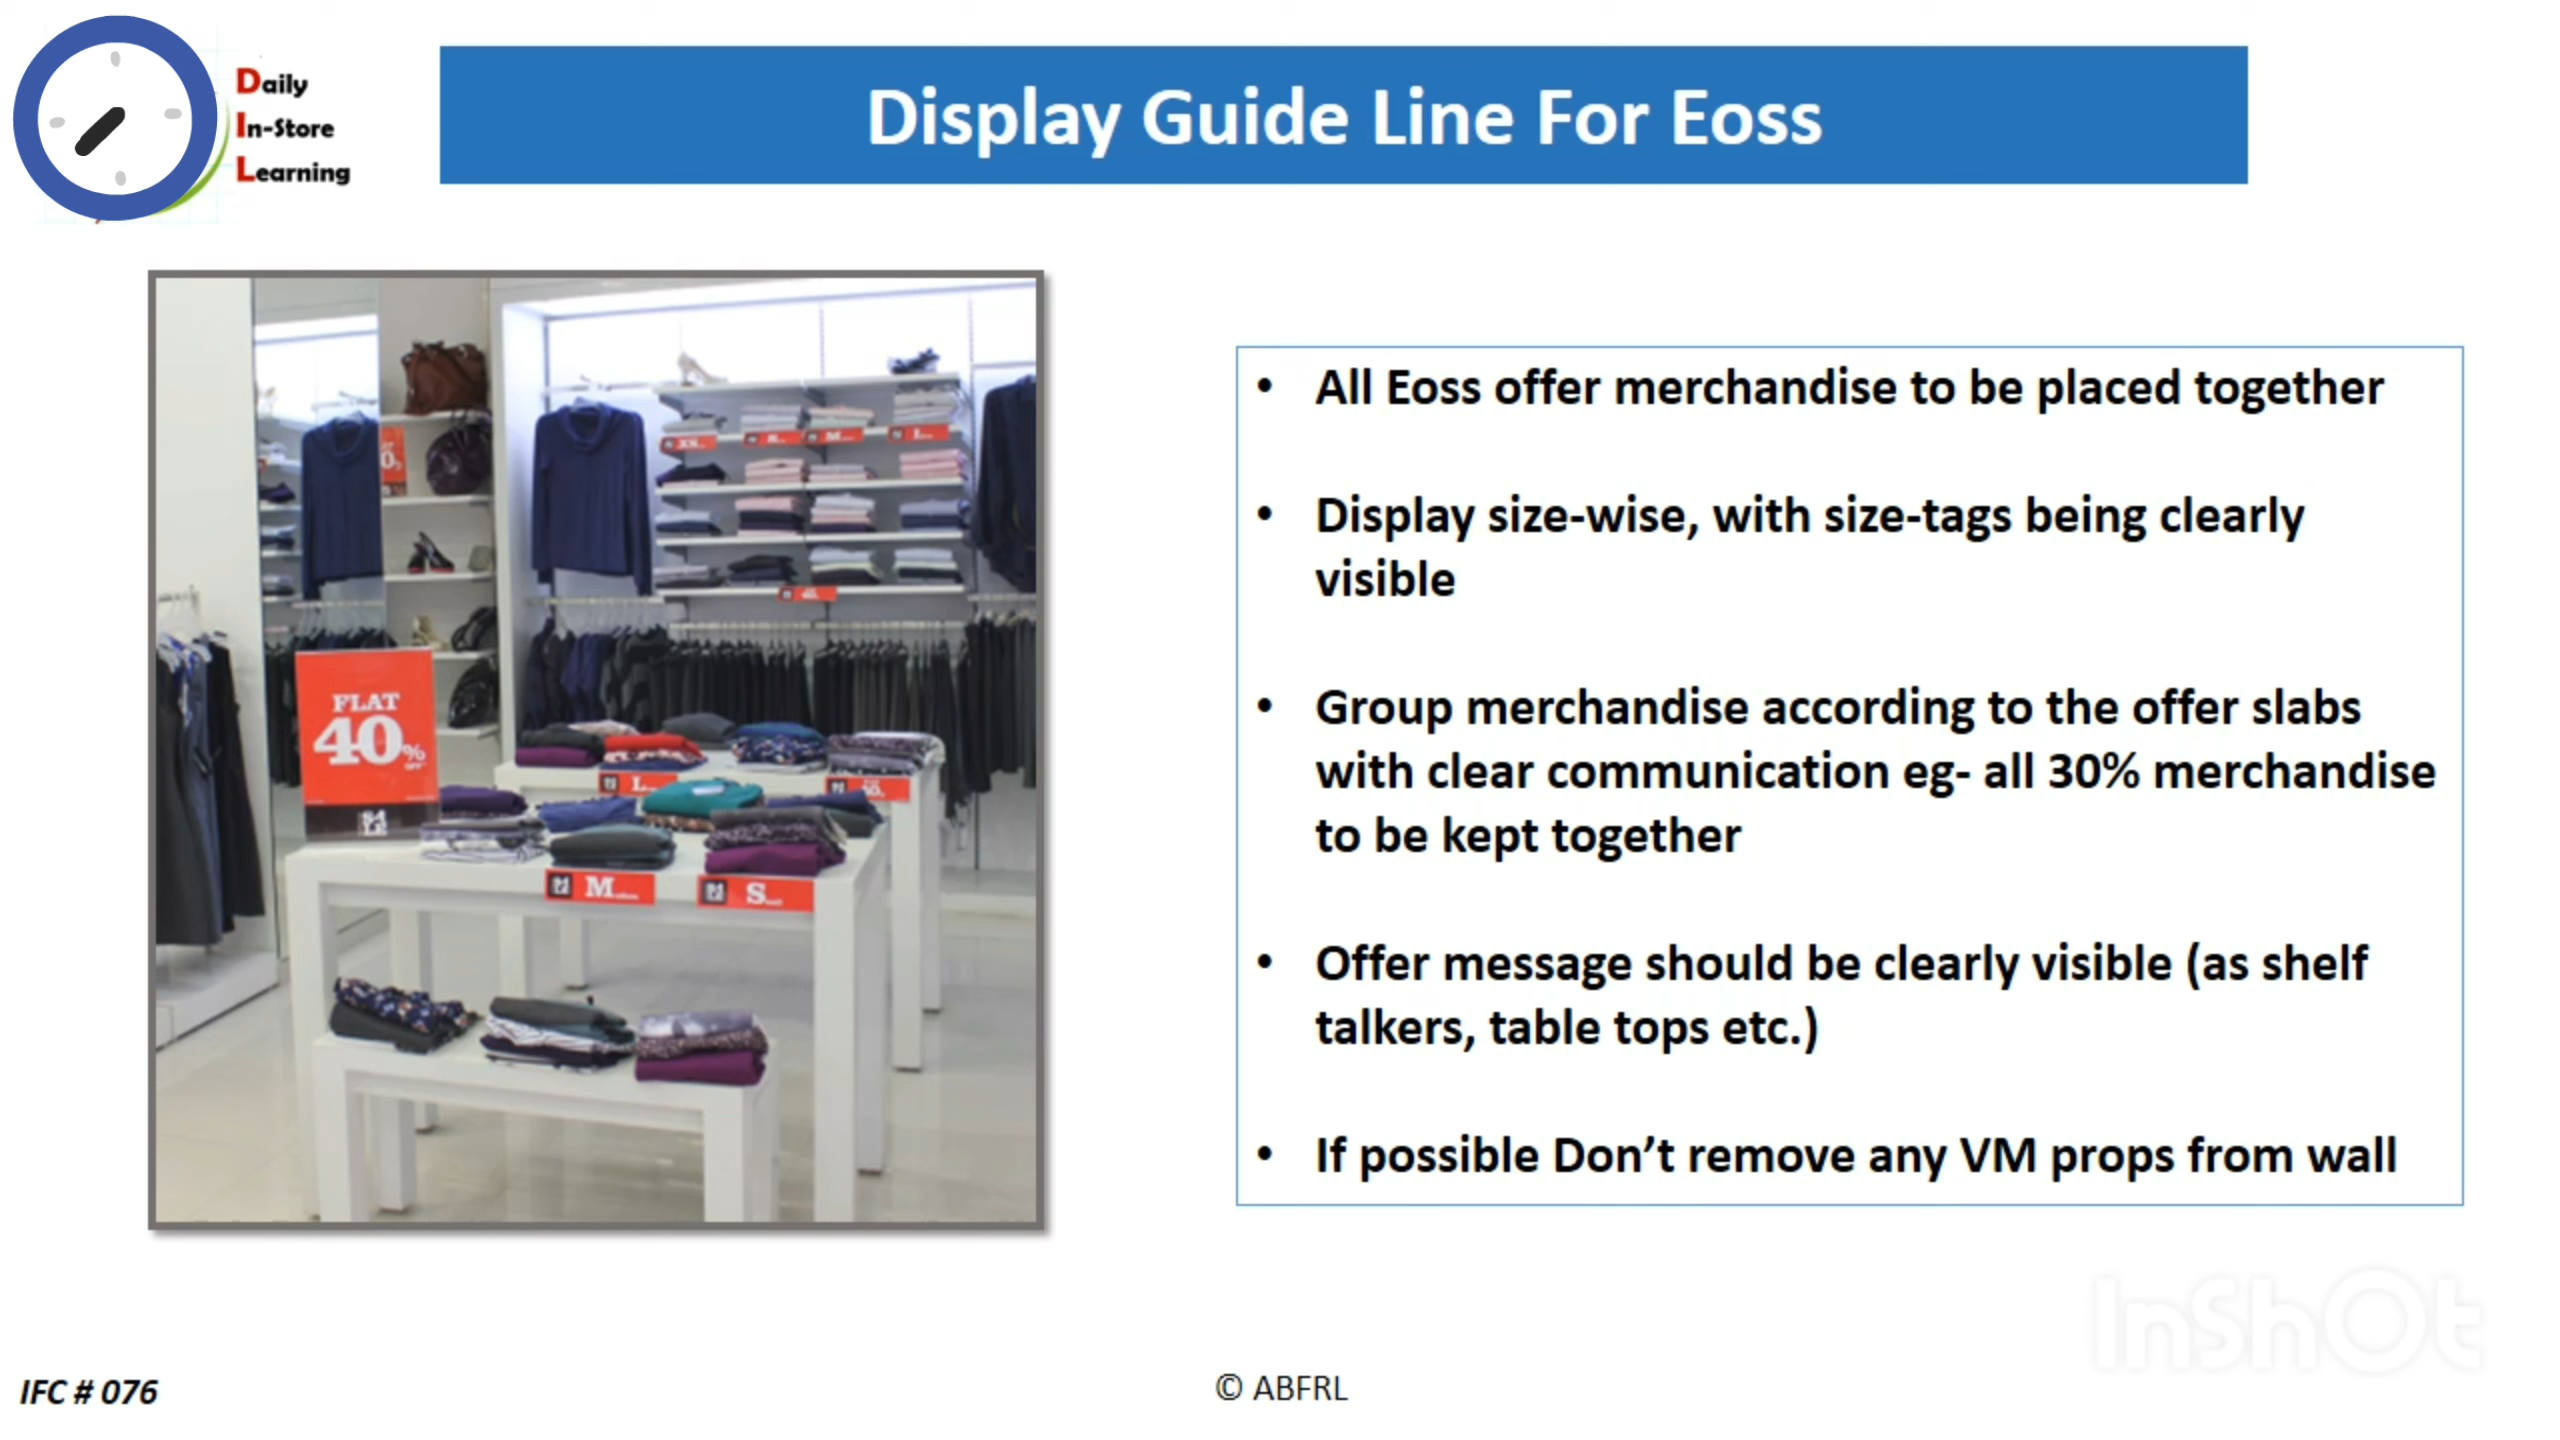 Daily
In-Store
Learning
Display Guide Line For Eoss
• All Eoss offer merchandise to be placed together
• Display size-wise, with size-tags being clearly
visible
• Group merchandise according to the offer slabs
with clear communication eg- all 30% merchandise
to be kept together
• Offer message should be clearly visible (as shelf
talkers, table tops etc.)
• If possible Don’t remove any VM props from wall
XS
M
L
FLAT
40%
SALE
L
M
S
InShOt
IFC # 076
© ABFRL